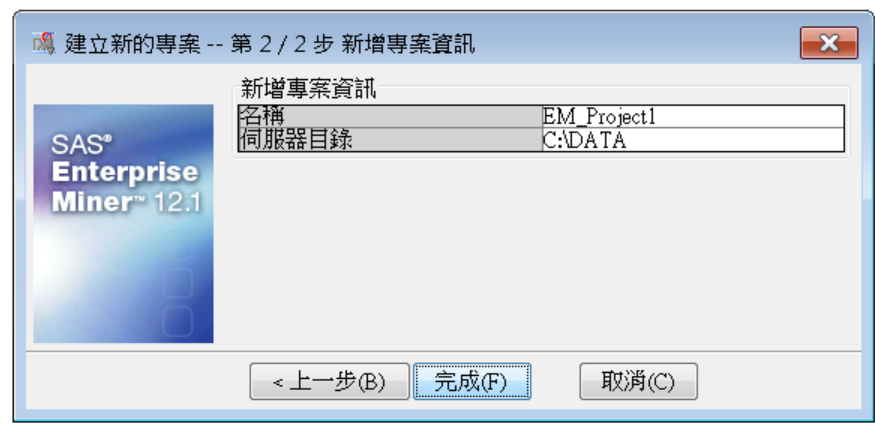 建立新的專案 -- 第 2 / 2 步 新增專案資訊
新增專案資訊
名稱 EM_Project1
伺服器目錄 C:\DATA
SAS®
Enterprise
Miner™ 12.1
< 上一步(B) 完成(F) 取消(C)